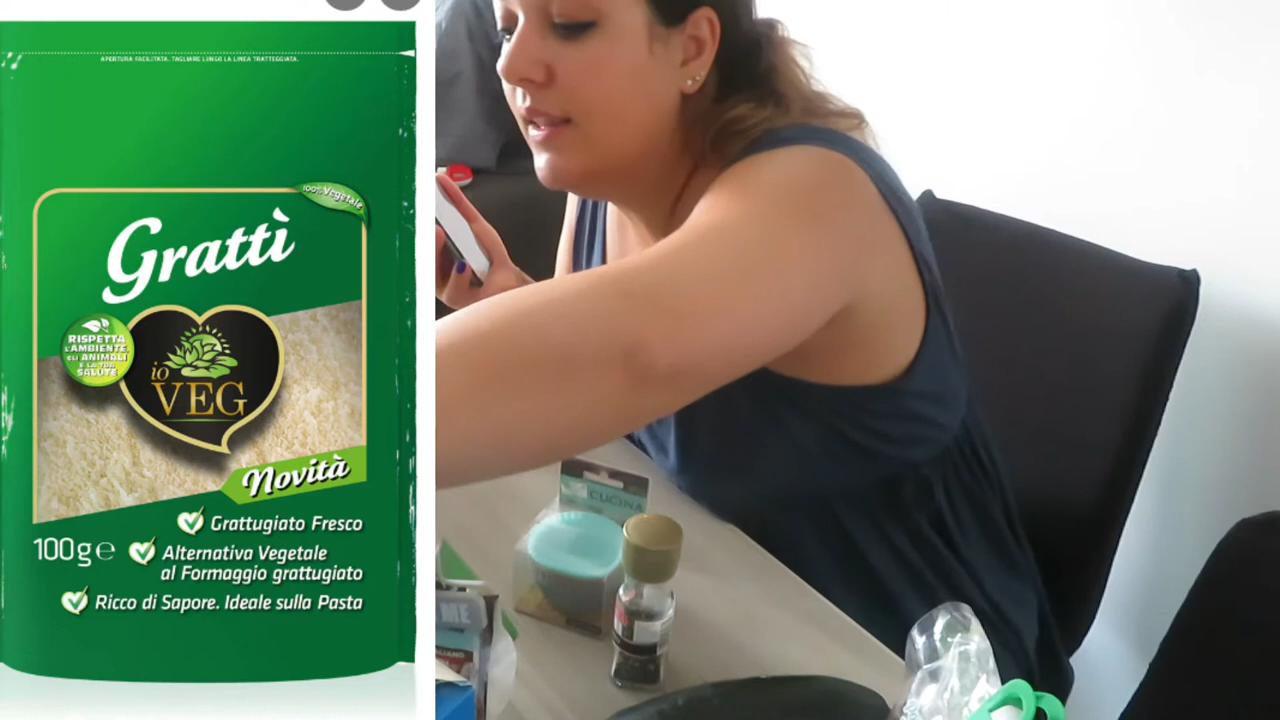 APERTURA FACILITATA. TAGLIARE LUNGO LA LINEA TRATTEGGIATA.
100% Vegetale
Grattì
RISPETTA
L'AMBIENTE,
GLI ANIMALI
E LA TUA
SALUTE
io
VEG
Novità
Grattugiato Fresco
100g e
Alternativa Vegetale
al Formaggio grattugiato
Ricco di Sapore. Ideale sulla Pasta
CUCINA
ME